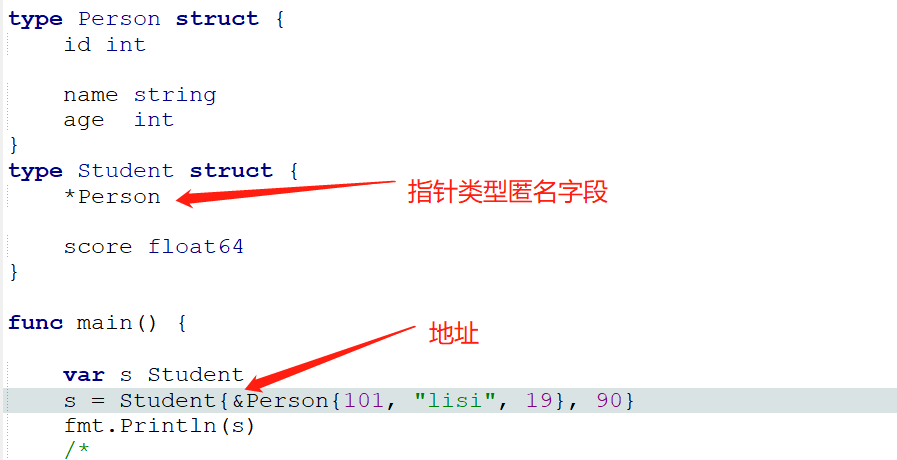 type Person struct {
id int
name string
age int
}
type Student struct {
*Person
指针类型匿名字段
score float64
}
func main() {
地址
var s Student
s = Student{&Person{101, "lisi", 19}, 90}
fmt.Println(s)
/*